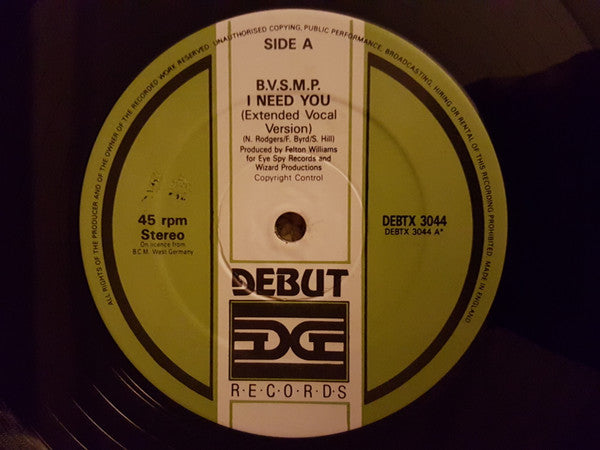 ALL RIGHTS OF THE PRODUCER AND OF THE OWNER OF THE RECORDED WORK RESERVED. UNAUTHORISED COPYING, PUBLIC PERFORMANCE, BROADCASTING, HIRING OR RENTAL OF THIS RECORDING PROHIBITED. MADE IN ENGLAND
SIDE A
B.V.S.M.P.
I NEED YOU
(Extended Vocal
Version)
(N. Rodgers/F. Byrd/S. Hill)
Produced by Felton Williams
for Eye Spy Records and
Wizard Productions
Copyright Control
45 rpm
Stereo
On licence from
B.C.M. West Germany
DEBTX 3044
DEBTX 3044 A*
DEBUT
EDGE
R·E·C·O·R·D·S